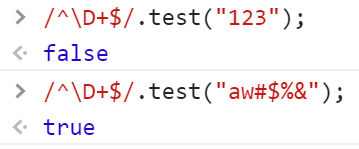 > /^\D+$/.test("123");
< false
> /^\D+$/.test("aw#$%&");
< true